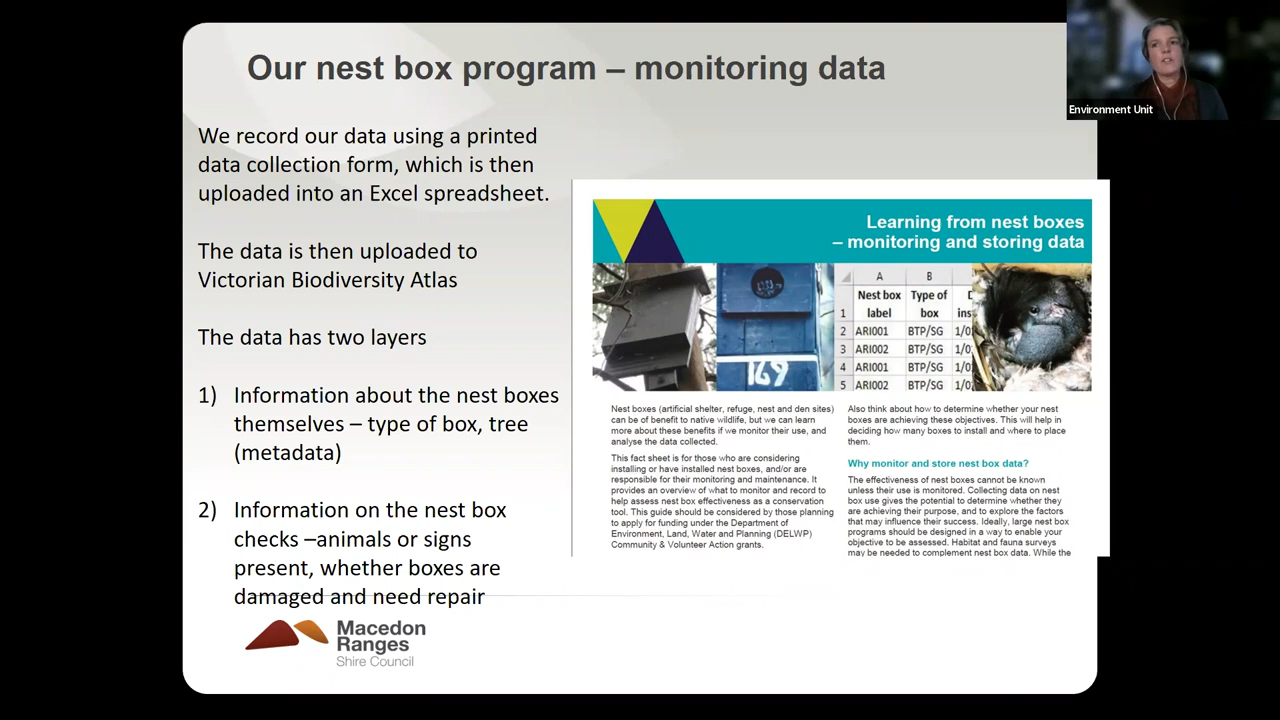 Our nest box program – monitoring data
Environment Unit
We record our data using a printed
data collection form, which is then
uploaded into an Excel spreadsheet.
The data is then uploaded to
Victorian Biodiversity Atlas
The data has two layers
1) Information about the nest boxes
themselves – type of box, tree
(metadata)
2) Information on the nest box
checks –animals or signs
present, whether boxes are
damaged and need repair
Macedon
Ranges
Shire Council
Learning from nest boxes
– monitoring and storing data
169
A B
Nest box Type of
1 label box ins
2 ARI001 BTP/SG 1/0
3 ARI002 BTP/SG 1/0
4 ARI001 BTP/SG 1/0
5 ARI002 BTP/SG 1/0
Nest boxes (artificial shelter, refuge, nest and den sites)
can be of benefit to native wildlife, but we can learn
more about these benefits if we monitor their use, and
analyse the data collected.
This fact sheet is for those who are considering
installing or have installed nest boxes, and/or are
responsible for their monitoring and maintenance. It
provides an overview of what to monitor and record to
help assess nest box effectiveness as a conservation
tool. This guide should be considered by those planning
to apply for funding under the Department of
Environment, Land, Water and Planning (DELWP)
Community & Volunteer Action grants.
Also think about how to determine whether your nest
boxes are achieving these objectives. This will help in
deciding how many boxes to install and where to place
them.
Why monitor and store nest box data?
The effectiveness of nest boxes cannot be known
unless their use is monitored. Collecting data on nest
box use gives the potential to determine whether they
are achieving their purpose, and to explore the factors
that may influence their success. Ideally, large nest box
programs should be designed in a way to enable your
objective to be assessed. Habitat and fauna surveys
may be needed to complement nest box data. While the